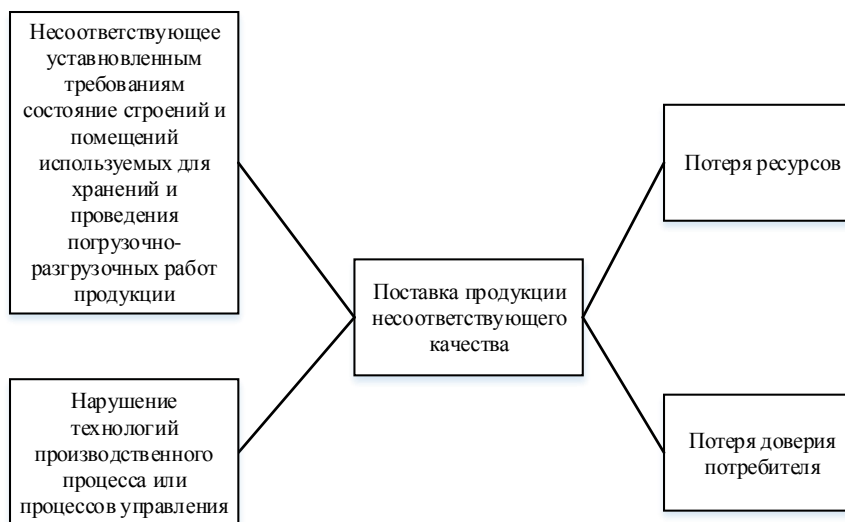 Несоответствующее
уставновленным
требованиям
состояние строений и
помещений
используемых для
хранений и
проведения
погрузочно-
разгрузочных работ
продукции
Нарушение
технологий
производственного
процесса или
процессов управления
Поставка продукции
несоответствующего
качества
Потеря ресурсов
Потеря доверия
потребителя